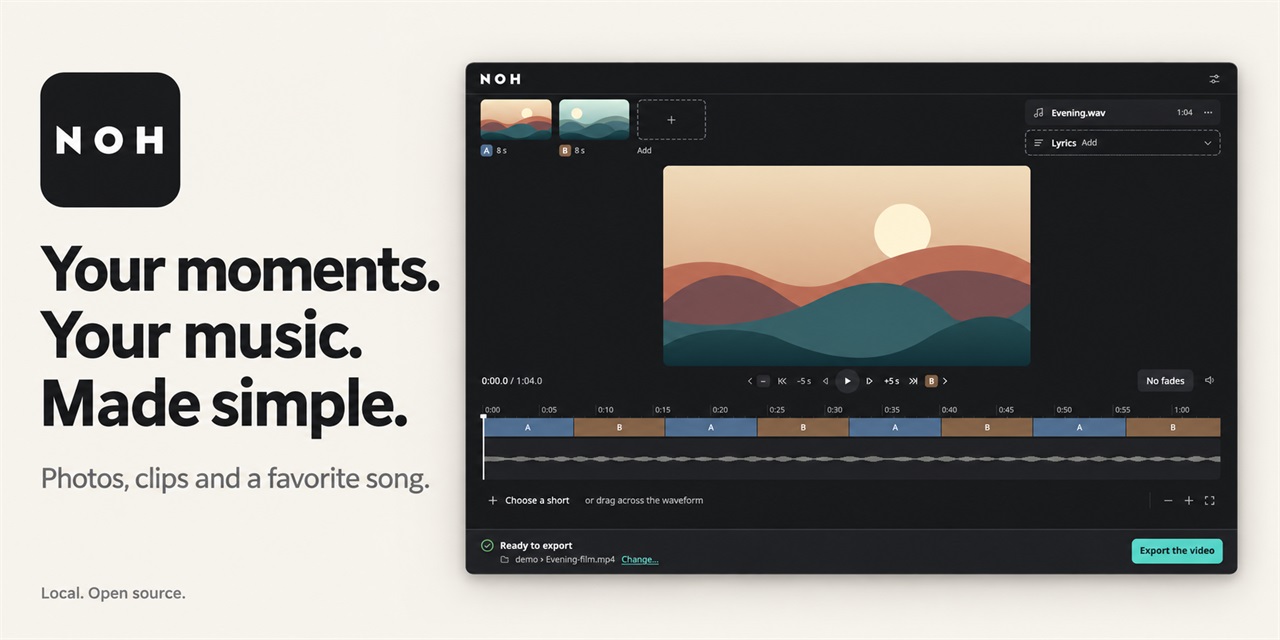 NOH
Your moments.
Your music.
Made simple.
Photos, clips and a favorite song.
Local. Open source.
NOH
A 8 s
B 8 s
+
Add
Evening.wav 1:04 ...
Lyrics Add
0:00.0 / 1:04.0
-5 s +5 s B
No fades
0:00 0:05 0:10 0:15 0:20 0:25 0:30 0:35 0:40 0:45 0:50 0:55 1:00
A B A B A B A B
+ Choose a short or drag across the waveform
Ready to export
demo › Evening-film.mp4 Change...
Export the video